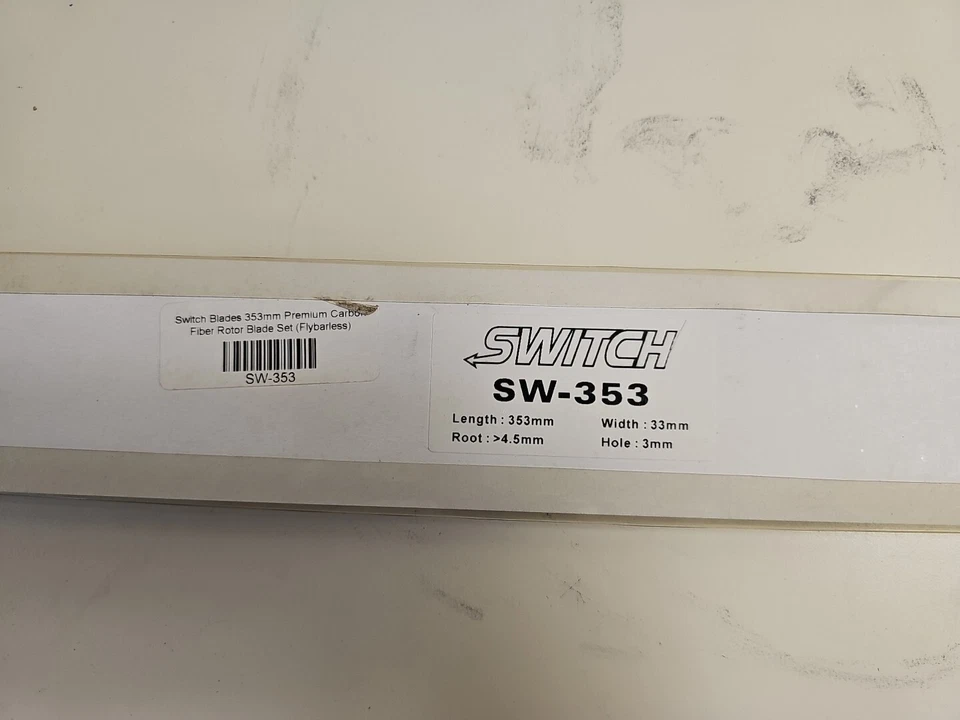 Switch Blades 353mm Premium Carbon
Fiber Rotor Blade Set (Flybarless)
SW-353
SWITCH
SW-353
Length : 353mm Width : 33mm
Root : >4.5mm Hole : 3mm